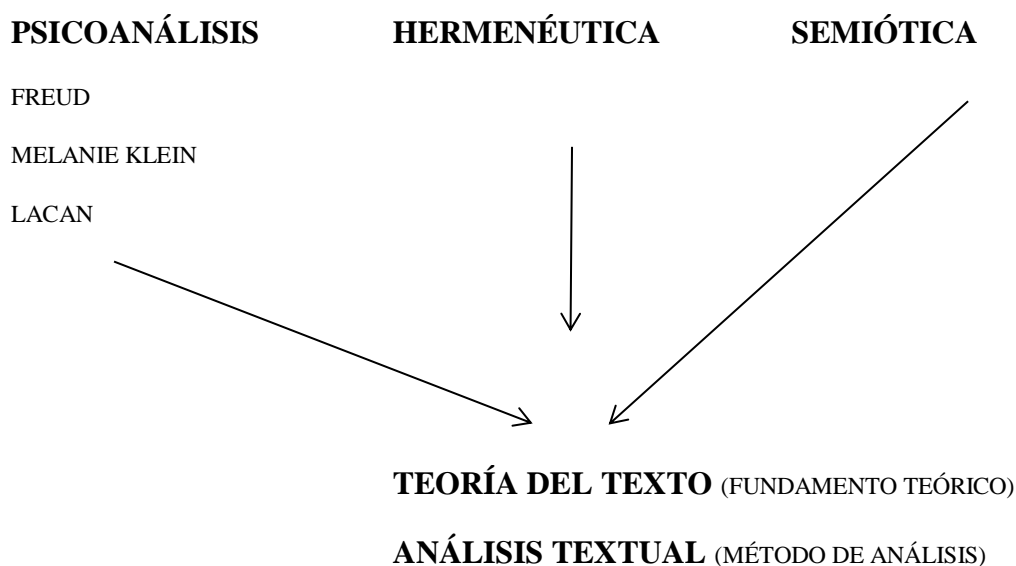 PSICOANÁLISIS HERMENÉUTICA SEMIÓTICA
FREUD
MELANIE KLEIN
LACAN
TEORÍA DEL TEXTO (FUNDAMENTO TEÓRICO)
ANÁLISIS TEXTUAL (MÉTODO DE ANÁLISIS)